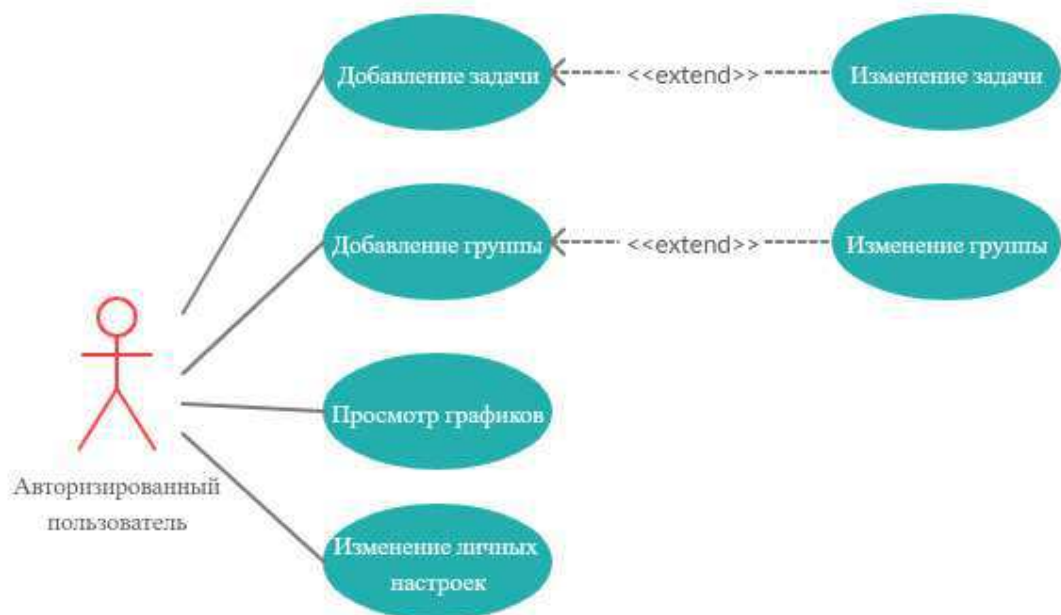 Добавление задачи
<<extend>>
Изменение задачи
Добавление группы
<<extend>>
Изменение группы
Просмотр графиков
Авторизированный
пользователь
Изменение личных
настроек